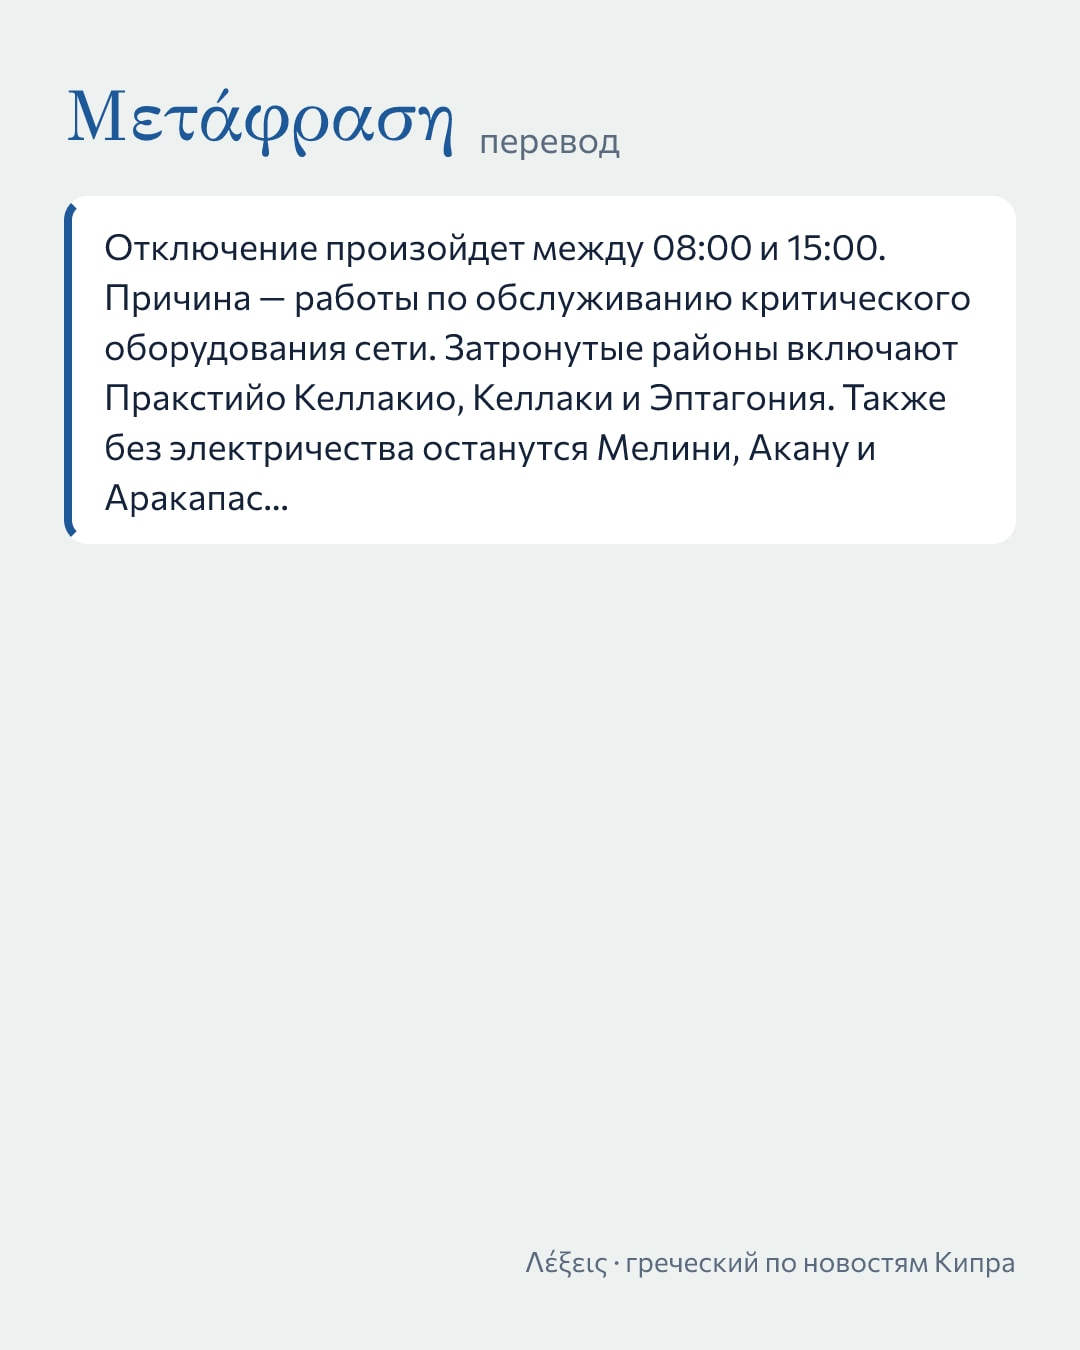 Μετάφραση перевод
Отключение произойдет между 08:00 и 15:00.
Причина — работы по обслуживанию критического
оборудования сети. Затронутые районы включают
Пракстийо Келлакио, Келлаки и Эптагония. Также
без электричества останутся Мелини, Акану и
Аракапас...
Λέξεις · греческий по новостям Кипра